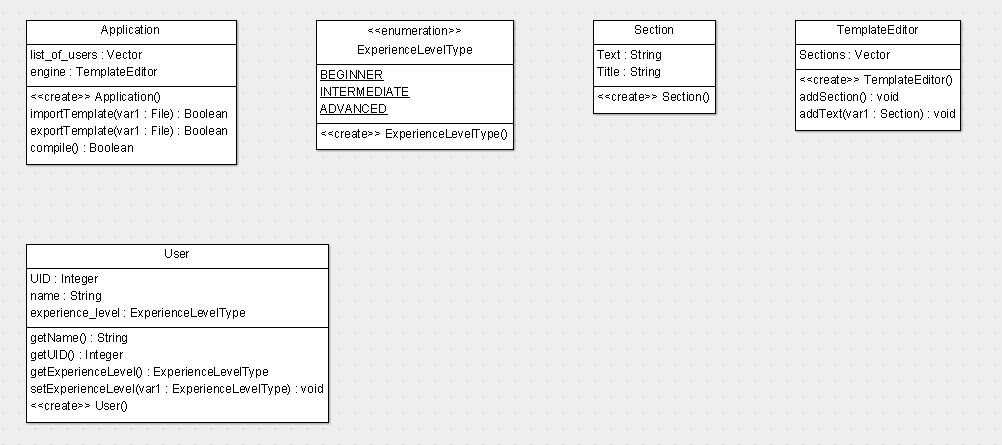 Application
list_of_users : Vector
engine : TemplateEditor
<<create>> Application()
importTemplate(var1 : File) : Boolean
exportTemplate(var1 : File) : Boolean
compile() : Boolean
<<enumeration>>
ExperienceLevelType
BEGINNER
INTERMEDIATE
ADVANCED
<<create>> ExperienceLevelType()
Section
Text : String
Title : String
<<create>> Section()
TemplateEditor
Sections : Vector
<<create>> TemplateEditor()
addSection() : void
addText(var1 : Section) : void
User
UID : Integer
name : String
experience_level : ExperienceLevelType
getName() : String
getUID() : Integer
getExperienceLevel() : ExperienceLevelType
setExperienceLevel(var1 : ExperienceLevelType) : void
<<create>> User()